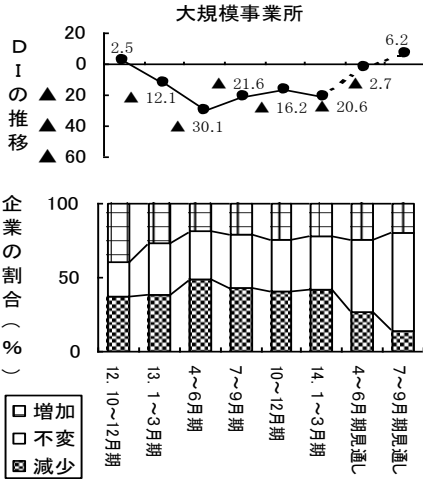 大規模事業所
DIの推移
20
0
▲ 20
▲ 40
▲ 60
2.5
▲ 12.1
▲ 30.1
▲ 21.6
▲ 16.2
▲ 20.6
▲ 2.7
6.2
企業の割合(%)
100
50
0
12. 10～12月期
13. 1～3月期
4～6月期
7～9月期
10～12月期
14. 1～3月期
4～6月期見通し
7～9月期見通し
増加
不変
減少